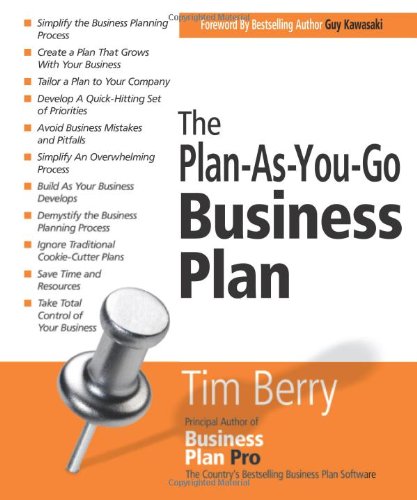 Foreword By Bestselling Author Guy Kawasaki
Simplify the Business Planning
Process
Create a Plan That Grows
With Your Business
Tailor a Plan to Your Company
Develop A Quick-Hitting Set
of Priorities
Avoid Business Mistakes
and Pitfalls
Simplify An Overwhelming
Process
Build As Your Business
Develops
Demystify the Business
Planning Process
Ignore Traditional
Cookie-Cutter Plans
Save Time and
Resources
Take Total
Control of
Your Business
The
Plan-As-You-Go
Business
Plan
Tim Berry
Principal Author of
Business
Plan Pro
The Country's Bestselling Business Plan Software